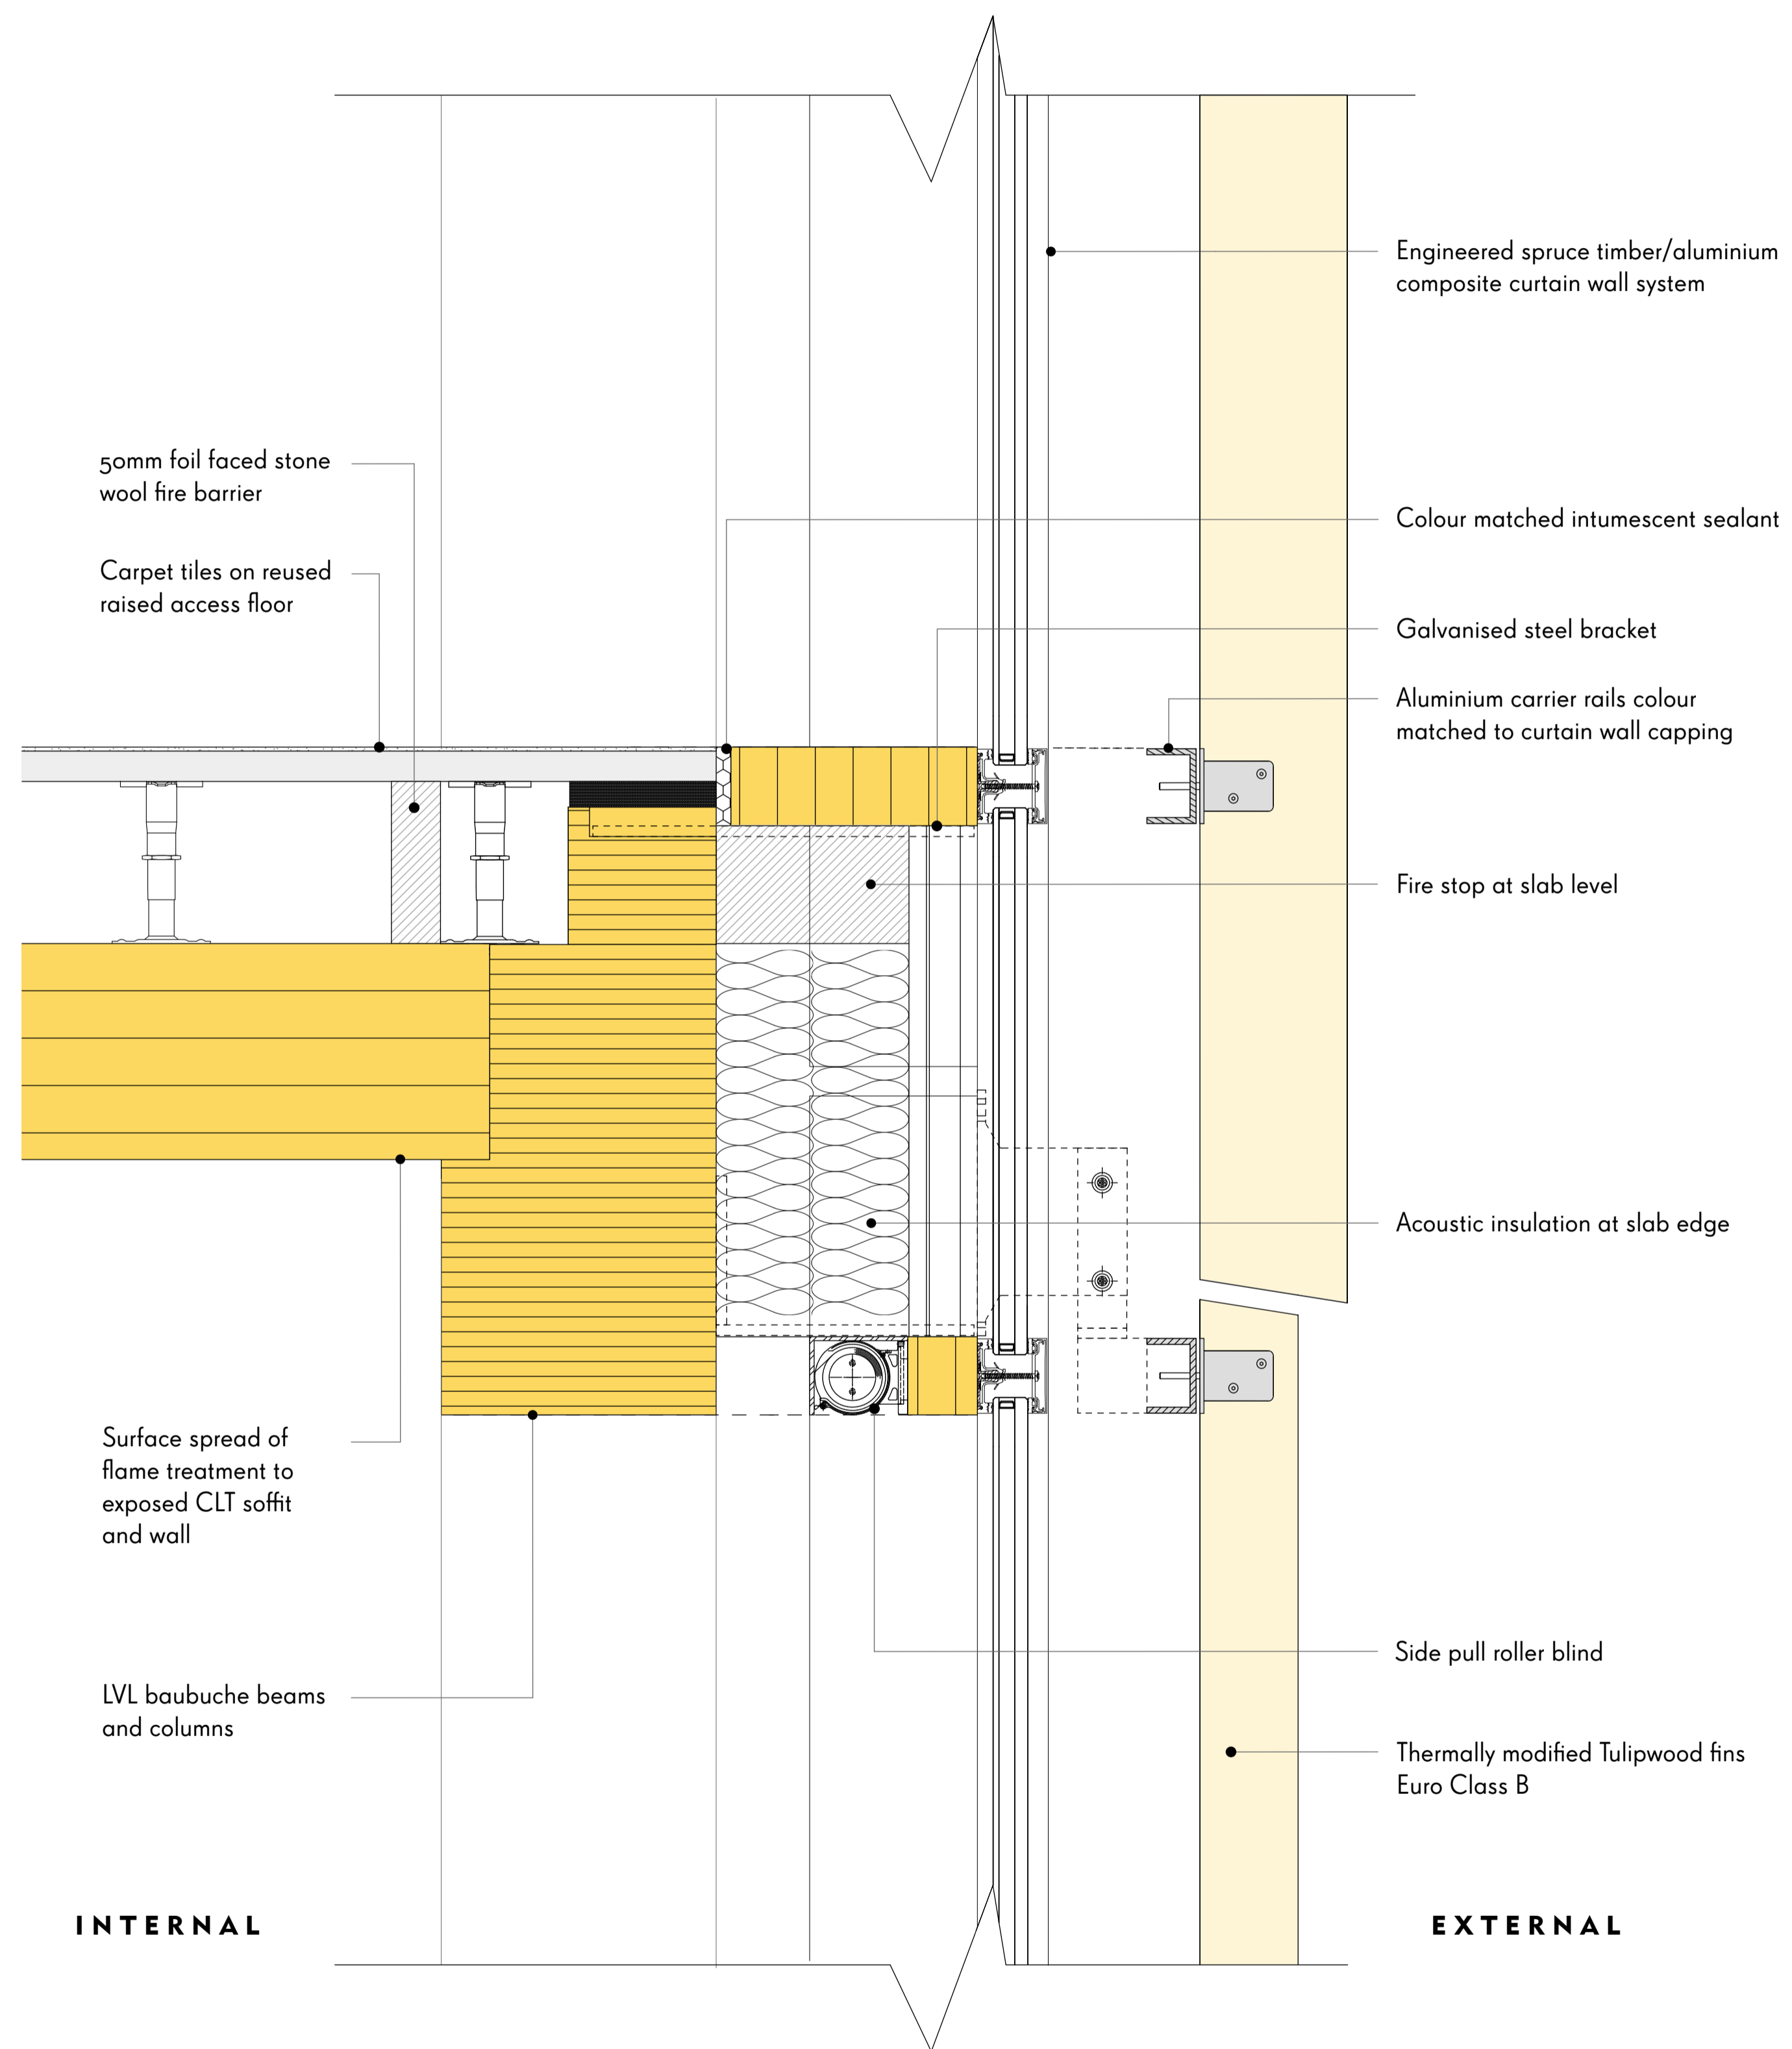 Engineered spruce timber/aluminium
composite curtain wall system
50mm foil faced stone
wool fire barrier
Colour matched intumescent sealant
Carpet tiles on reused
raised access floor
Galvanised steel bracket
Aluminium carrier rails colour
matched to curtain wall capping
Fire stop at slab level
Acoustic insulation at slab edge
Surface spread of
flame treatment to
exposed CLT soffit
and wall
Side pull roller blind
LVL baubuche beams
and columns
Thermally modified Tulipwood fins
Euro Class B
INTERNAL
EXTERNAL